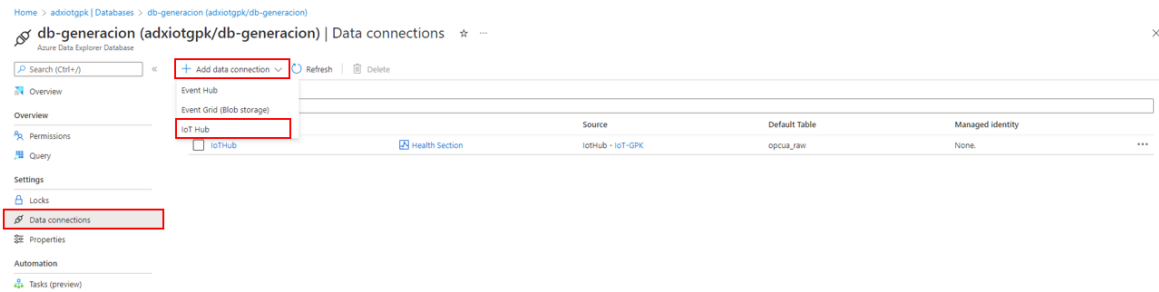 Home > adxiotgpk | Databases > db-generacion (adxiotgpk/db-generacion)
db-generacion (adxiotgpk/db-generacion) | Data connections
Azure Data Explorer Database
Search (Ctrl+/)
+ Add data connection
Refresh
Delete
Overview
Event Hub
Event Grid (Blob storage)
IoT Hub
Overview
Permissions
Query
Source
Default Table
Managed identity
IoTHub
Health Section
IotHub - IoT-GPK
opcua_raw
None.
Settings
Locks
Data connections
Properties
Automation
Tasks (preview)